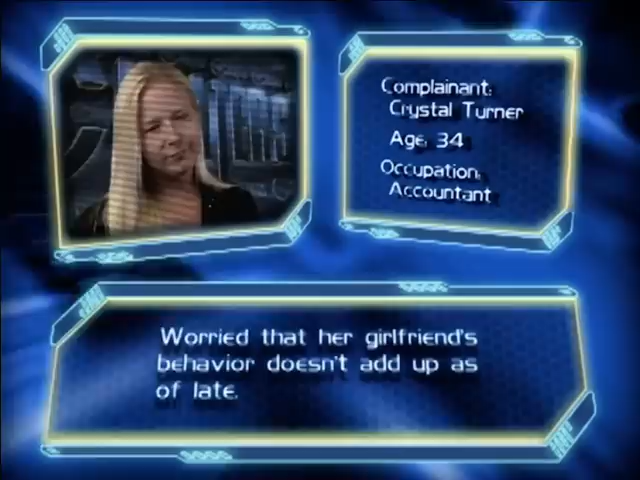 Complainant:
Crystal Turner
Age: 34
Occupation:
Accountant
Worried that her girlfriend's
behavior doesn't add up as
of late.